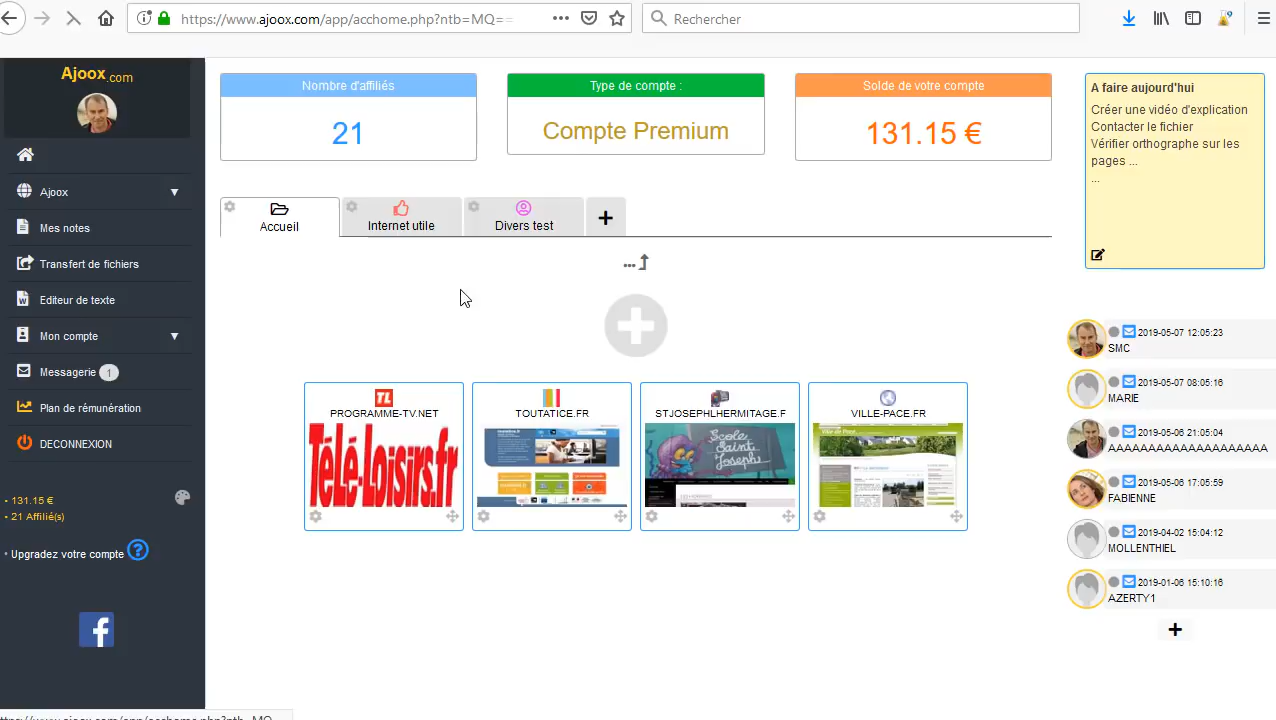 https://www.ajoox.com/app/acchome.php?ntb=MQ==
Rechercher
Ajoox.com
Ajoox
Mes notes
Transfert de fichiers
Editeur de texte
Mon compte
Messagerie 1
Plan de rémunération
DECONNEXION
• 131.15 €
• 21 Affilié(s)
• Upgradez votre compte ?
Nombre d'affiliés
21
Type de compte :
Compte Premium
Solde de votre compte
131.15 €
Accueil
Internet utile
Divers test
PROGRAMME-TV.NET
TL
Télé-Loisirs.fr
TOUTATICE.FR
STJOSEPHLHERMITAGE.F
Ecoles
Saint
Joseph
VILLE-PACE.FR
A faire aujourd'hui
Créer une vidéo d'explication
Contacter le fichier
Vérifier orthographe sur les
pages ...
...
2019-05-07 12:05:23
SMC
2019-05-07 08:05:16
MARIE
2019-05-06 21:05:04
AAAAAAAAAAAAAAAAAAAA
2019-05-06 17:05:59
FABIENNE
2019-04-02 15:04:12
MOLLENTHIEL
2019-01-06 15:10:16
AZERTY1